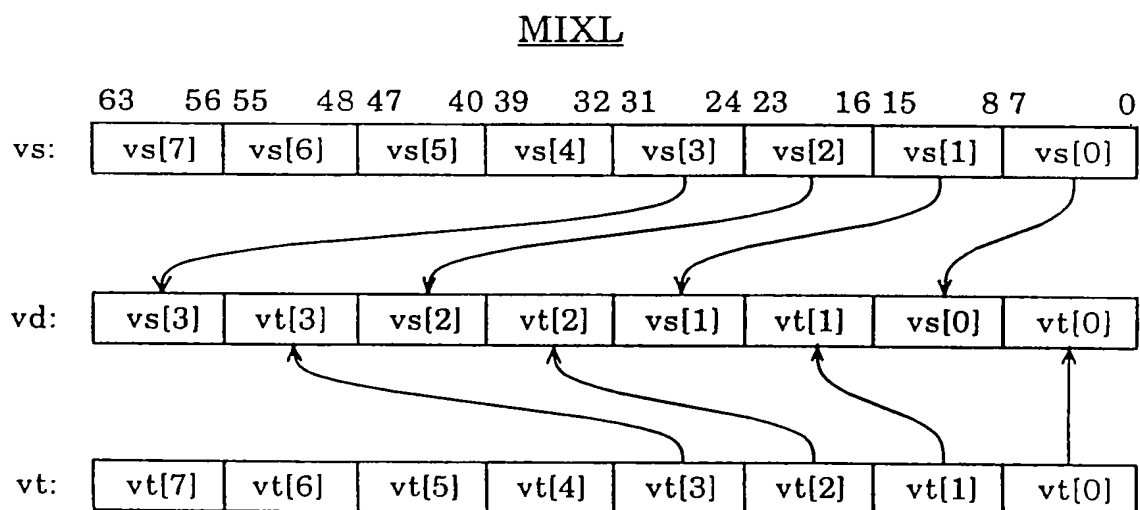 MIXL
63 56 55 48 47 40 39 32 31 24 23 16 15 8 7 0
vs: vs[7] vs[6] vs[5] vs[4] vs[3] vs[2] vs[1] vs[0]
vd: vs[3] vt[3] vs[2] vt[2] vs[1] vt[1] vs[0] vt[0]
vt: vt[7] vt[6] vt[5] vt[4] vt[3] vt[2] vt[1] vt[0]